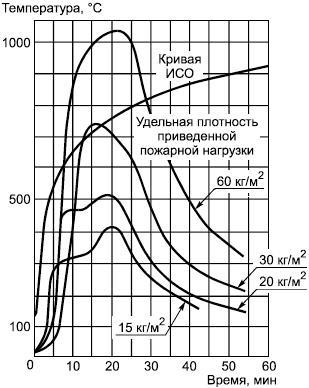 Температура, °С
1000
Кривая
ИСО
Удельная плотность
приведенной
пожарной нагрузки
500
60 кг/м²
30 кг/м²
20 кг/м²
15 кг/м²
100
0 10 20 30 40 50 60
Время, мин